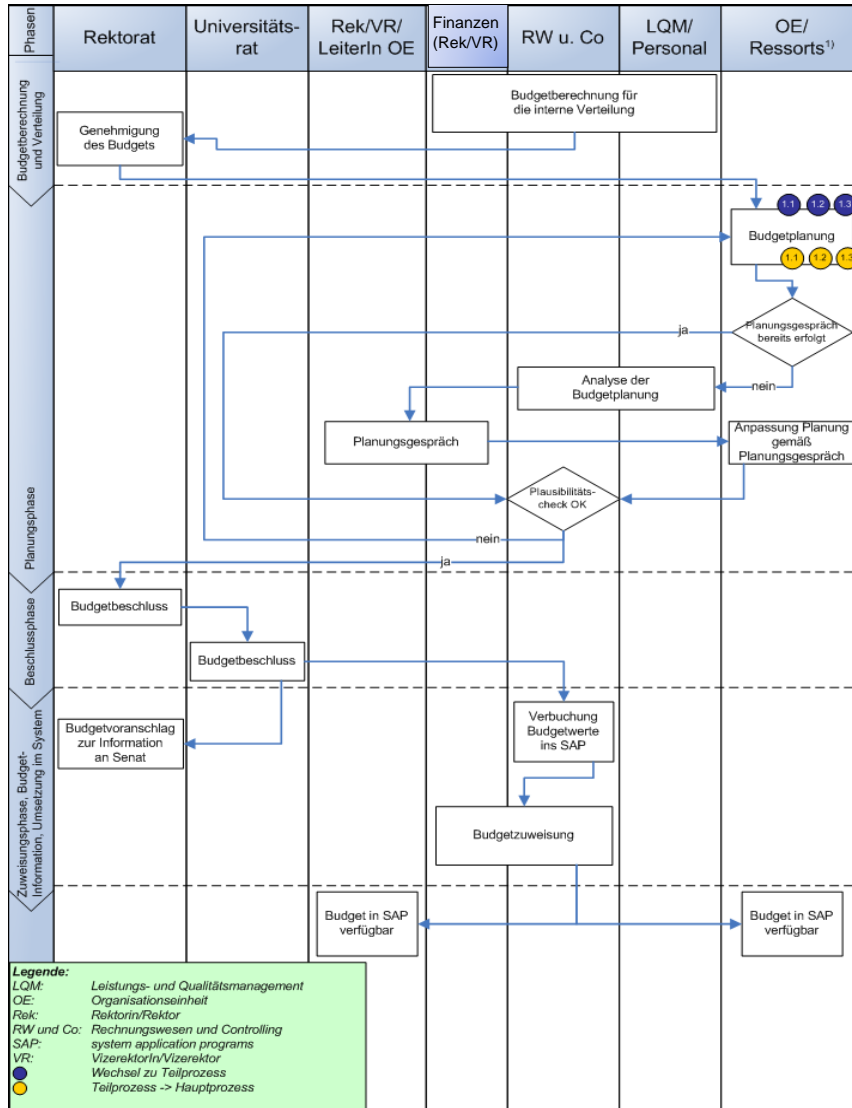 Phasen
Rektorat
Universitäts-
rat
Rek/VR/
LeiterIn OE
Finanzen
(Rek/VR)
RW u. Co
LQM/
Personal
OE/
Ressorts¹⁾
Budgetberechnung
und Verteilung
Budgetberechnung für
die interne Verteilung
Genehmigung
des Budgets
Planungsphase
1.1 1.2 1.3
Budgetplanung
1.1 1.2 1.3
Planungsgespräch
bereits erfolgt
ja
nein
Analyse der
Budgetplanung
Planungsgespräch
Anpassung Planung
gemäß
Planungsgespräch
Plausibilitäts-
check OK
nein
ja
Beschlussphase
Budgetbeschluss
Budgetbeschluss
Zuweisungsphase, Budget-
Information, Umsetzung im System
Budgetvoranschlag
zur Information
an Senat
Verbuchung
Budgetwerte
ins SAP
Budgetzuweisung
Budget in SAP
verfügbar
Budget in SAP
verfügbar
Legende:
LQM: Leistungs- und Qualitätsmanagement
OE: Organisationseinheit
Rek: Rektorin/Rektor
RW und Co: Rechnungswesen und Controlling
SAP: system application programs
VR: VizerektorIn/Vizerektor
Wechsel zu Teilprozess
Teilprozess -> Hauptprozess